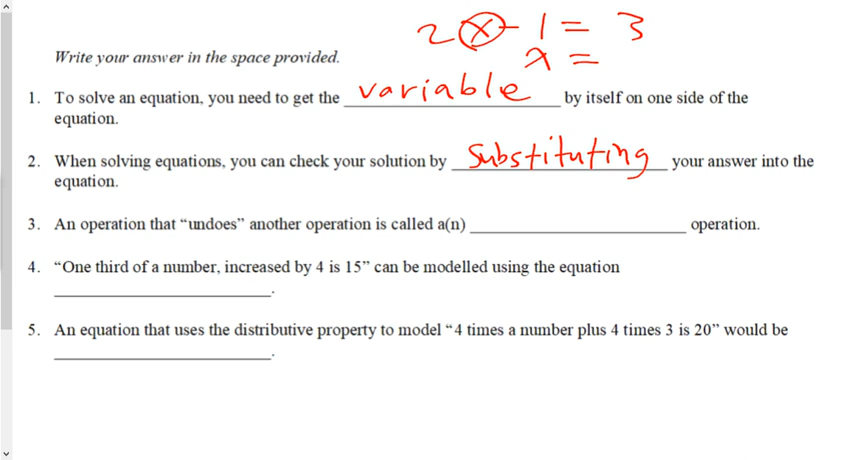 2x - 1 = 3
Write your answer in the space provided.
x =
1. To solve an equation, you need to get the variable by itself on one side of the
equation.
2. When solving equations, you can check your solution by substituting your answer into the
equation.
3. An operation that “undoes” another operation is called a(n) ____________________ operation.
4. “One third of a number, increased by 4 is 15” can be modelled using the equation
____________________.
5. An equation that uses the distributive property to model “4 times a number plus 4 times 3 is 20” would be
____________________.